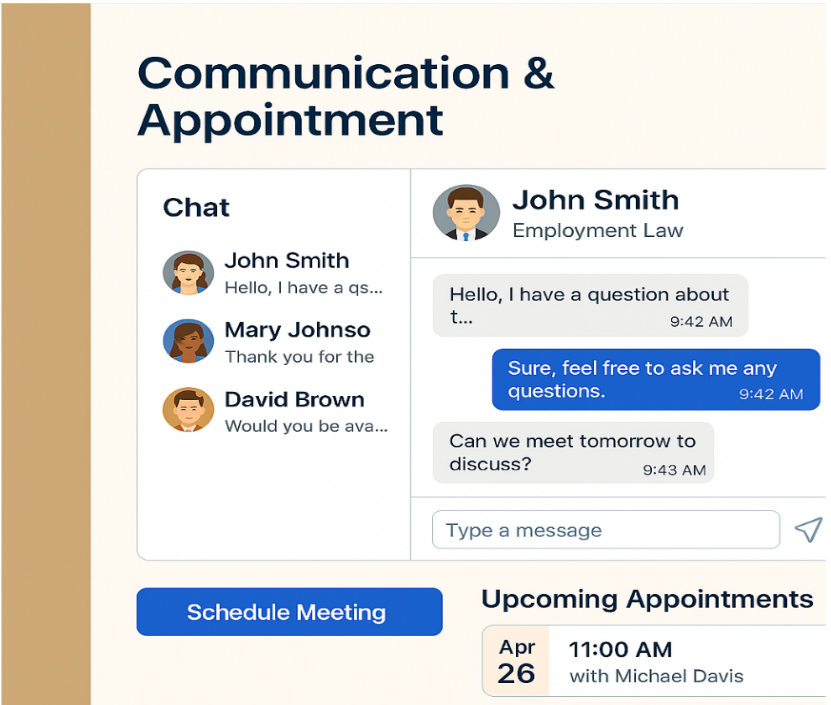 Communication &
Appointment
Chat
John Smith
Hello, I have a qs...
Mary Johnso
Thank you for the
David Brown
Would you be ava...
John Smith
Employment Law
Hello, I have a question about
t...
9:42 AM
Sure, feel free to ask me any
questions.
9:42 AM
Can we meet tomorrow to
discuss?
9:43 AM
Type a message
Schedule Meeting
Upcoming Appointments
Apr
26
11:00 AM
with Michael Davis